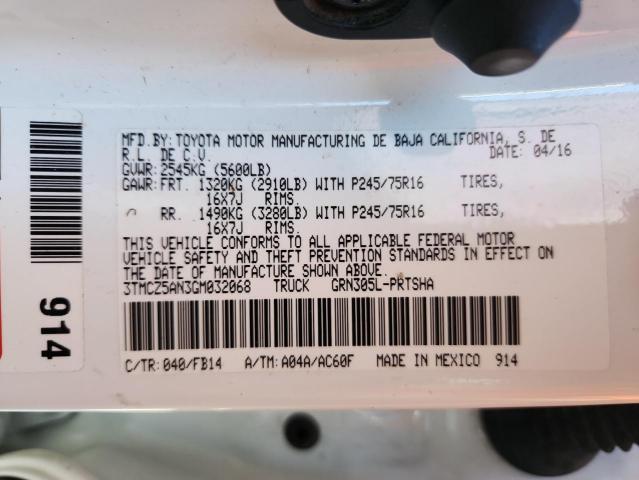 MFD.BY:TOYOTA MOTOR MANUFACTURING DE BAJA CALIFORNIA, S. DE
R.L. DE C.V. DATE: 04/16
GVWR:2545KG (5600LB)
GAWR:FRT. 1320KG (2910LB) WITH P245/75R16 TIRES,
16X7J RIMS.
RR. 1490KG (3280LB) WITH P245/75R16 TIRES,
16X7J RIMS.
THIS VEHICLE CONFORMS TO ALL APPLICABLE FEDERAL MOTOR
VEHICLE SAFETY AND THEFT PREVENTION STANDARDS IN EFFECT ON
THE DATE OF MANUFACTURE SHOWN ABOVE.
3TMCZ5AN3GM032068 TRUCK GRN305L-PRTSHA
C/TR:040/FB14 A/TM:A04A/AC60F MADE IN MEXICO 914
914